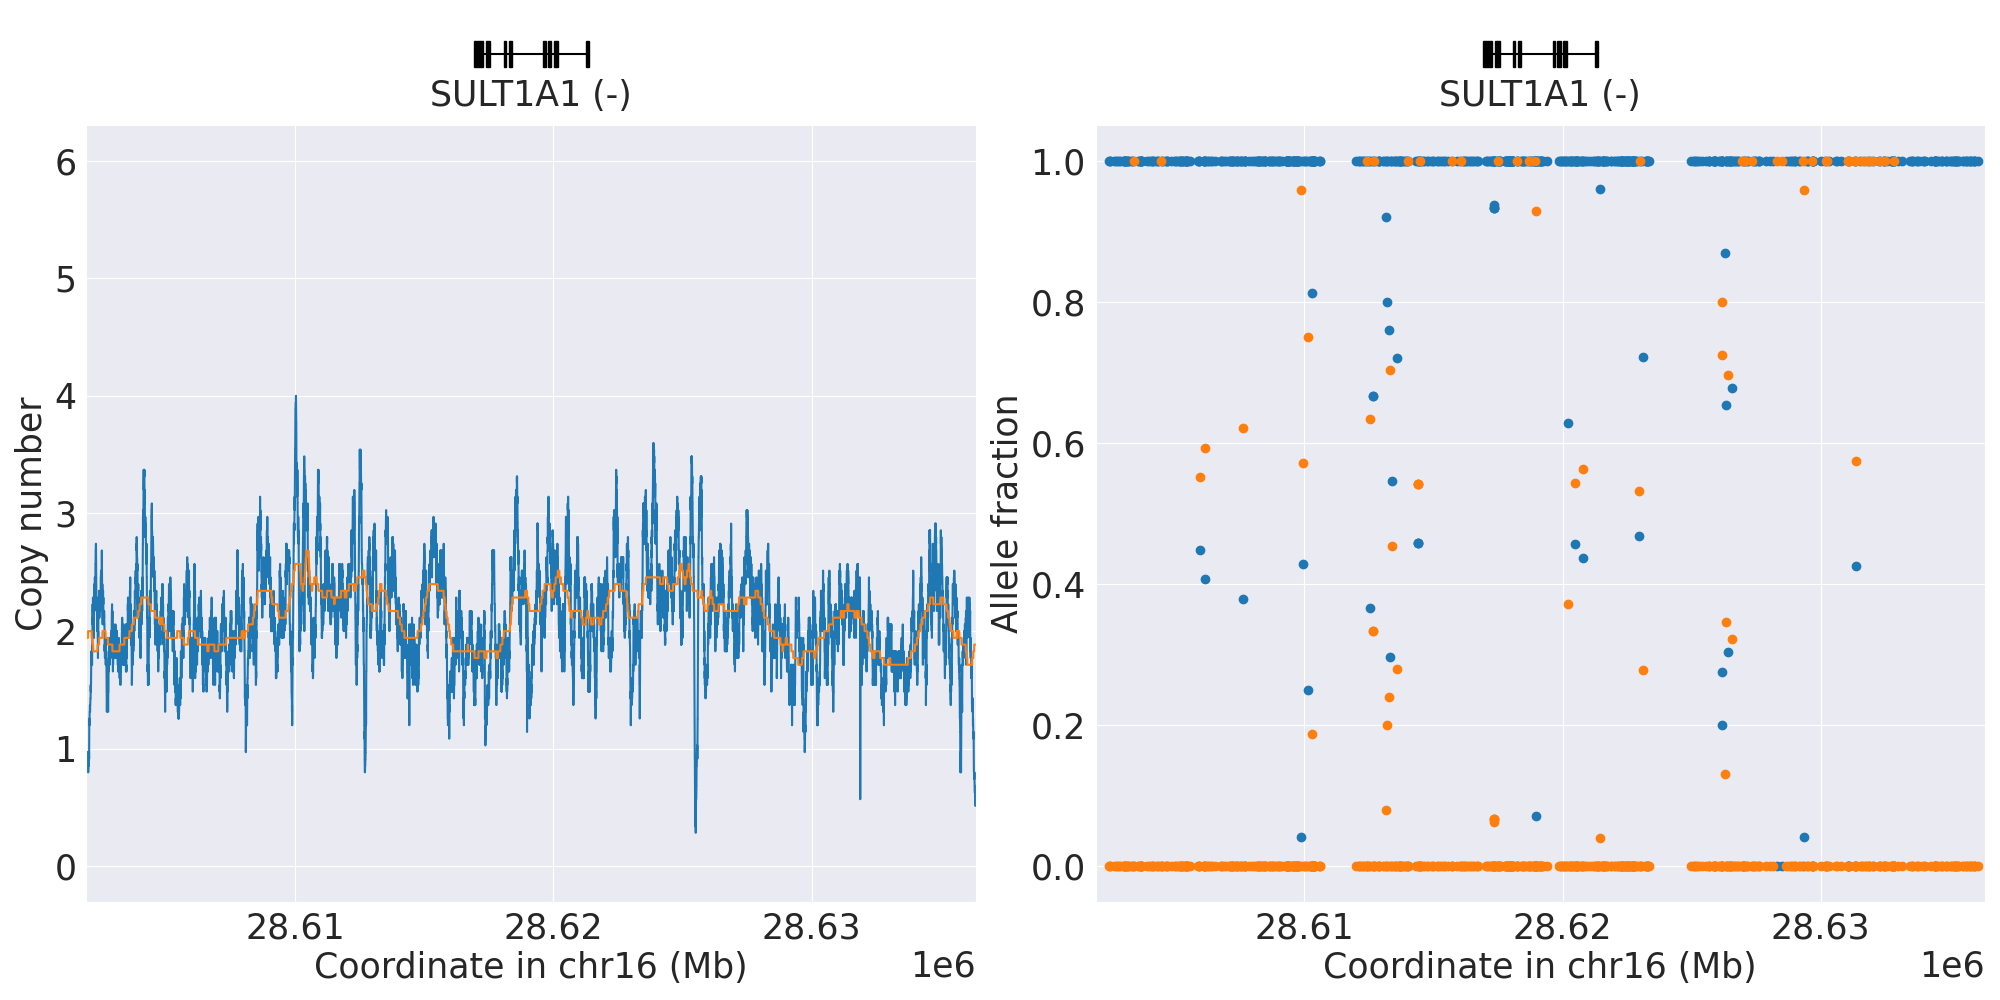 SULT1A1 (-)
6
5
4
3
2
1
0
Copy number
28.61
28.62
28.63
Coordinate in chr16 (Mb)
1e6
SULT1A1 (-)
1.0
0.8
0.6
0.4
0.2
0.0
Allele fraction
28.61
28.62
28.63
Coordinate in chr16 (Mb)
1e6